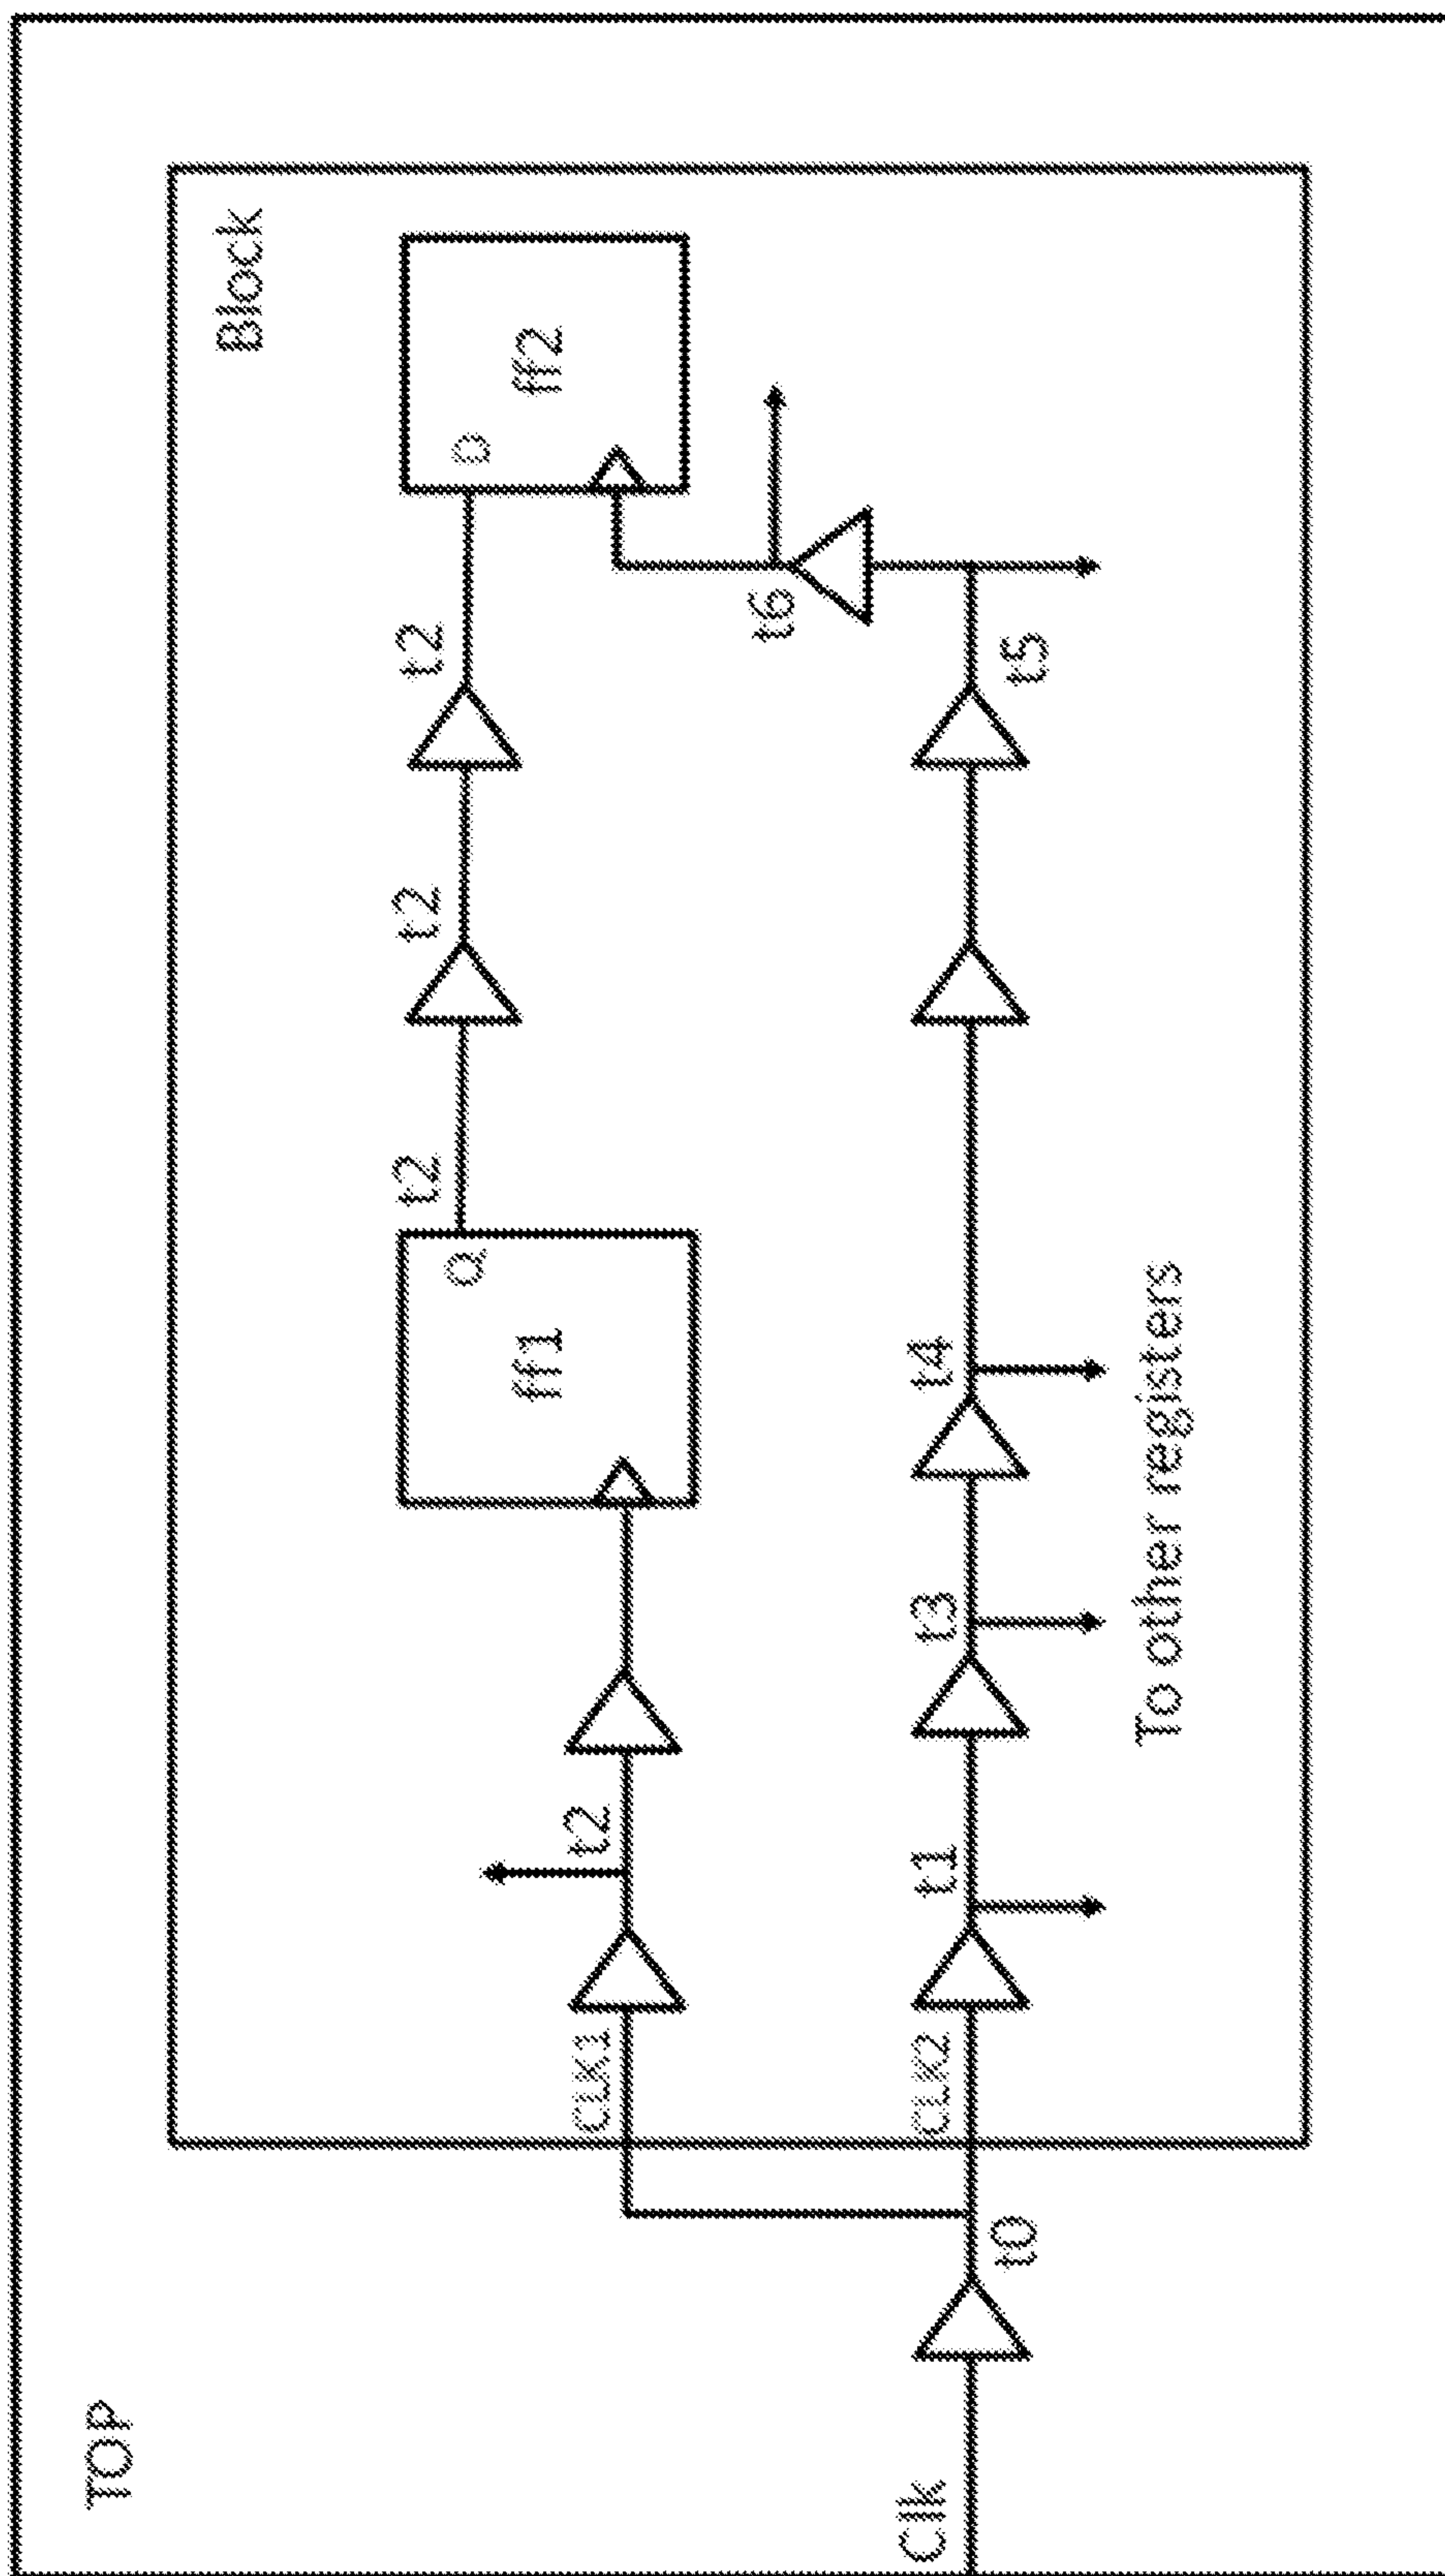 TOP
Block
t2
t2
t2
Q
D
ff1
ff2
CLK1
t2
t6
Clk
t0
CLK2
t1
t3
t4
t5
To other registers